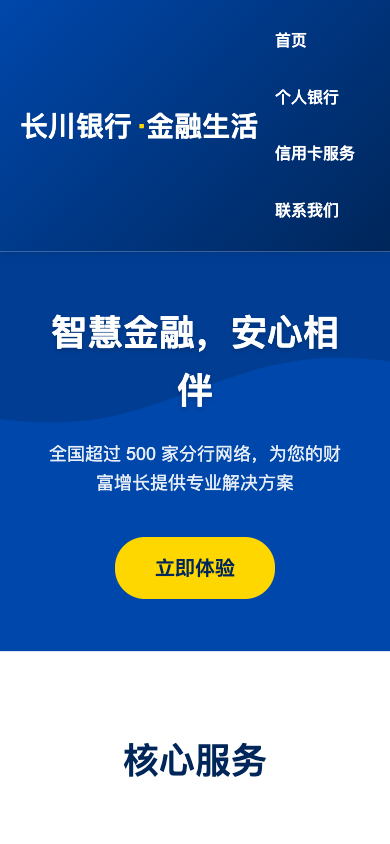 长川银行·金融生活
首页
个人银行
信用卡服务
联系我们
智慧金融，安心相
伴
全国超过 500 家分行网络，为您的财
富增长提供专业解决方案
立即体验
核心服务